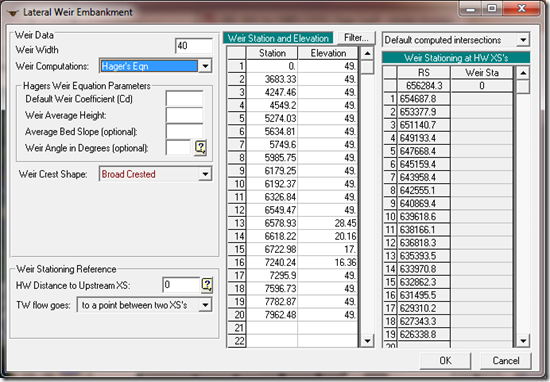 Lateral Weir Embankment
Weir Data
Weir Width 40
Weir Computations: Hager's Eqn
Hagers Weir Equation Parameters
Default Weir Coefficient (Cd)
Weir Average Height:
Average Bed Slope (optional):
Weir Angle in Degrees (optional): ?
Weir Crest Shape: Broad Crested
Weir Stationing Reference
HW Distance to Upstream XS: 0 ?
TW flow goes: to a point between two XS's
Weir Station and Elevation Filter...
Station Elevation
1 0. 49.
2 3683.33 49.
3 4247.46 49.
4 4549.2 49.
5 5274.03 49.
6 5634.81 49.
7 5749.6 49.
8 5985.75 49.
9 6179.25 49.
10 6192.37 49.
11 6326.84 49.
12 6549.47 49.
13 6578.93 28.45
14 6618.22 20.16
15 6722.98 17.
16 7240.24 16.36
17 7295.9 49.
18 7596.73 49.
19 7782.87 49.
20 7962.48 49.
21
22
Default computed intersections
Weir Stationing at HW XS's
RS Weir Sta
656284.3 0
1 654687.8
2 653377.9
3 651140.7
4 649193.4
5 647668.4
6 645159.4
7 643958.4
8 642555.1
9 640869.4
10 639618.6
11 638166.1
12 636818.3
13 635393.5
14 633970.8
15 632862.3
16 631495.5
17 629310.2
18 627343.3
19 626338.8
OK Cancel